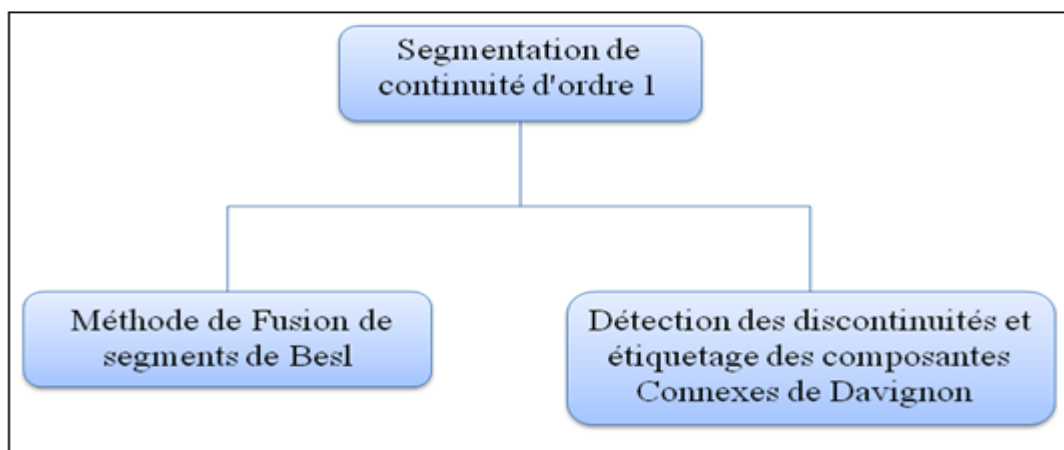 Segmentation de
continuité d'ordre 1
Méthode de Fusion de
segments de Besl
Détection des discontinuités et
étiquetage des composantes
Connexes de Davignon